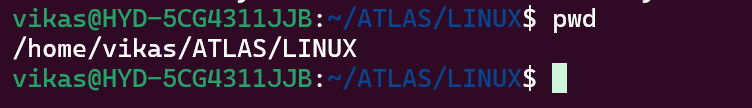 vikas@HYD-5CG4311JJB:~/ATLAS/LINUX$ pwd
/home/vikas/ATLAS/LINUX
vikas@HYD-5CG4311JJB:~/ATLAS/LINUX$